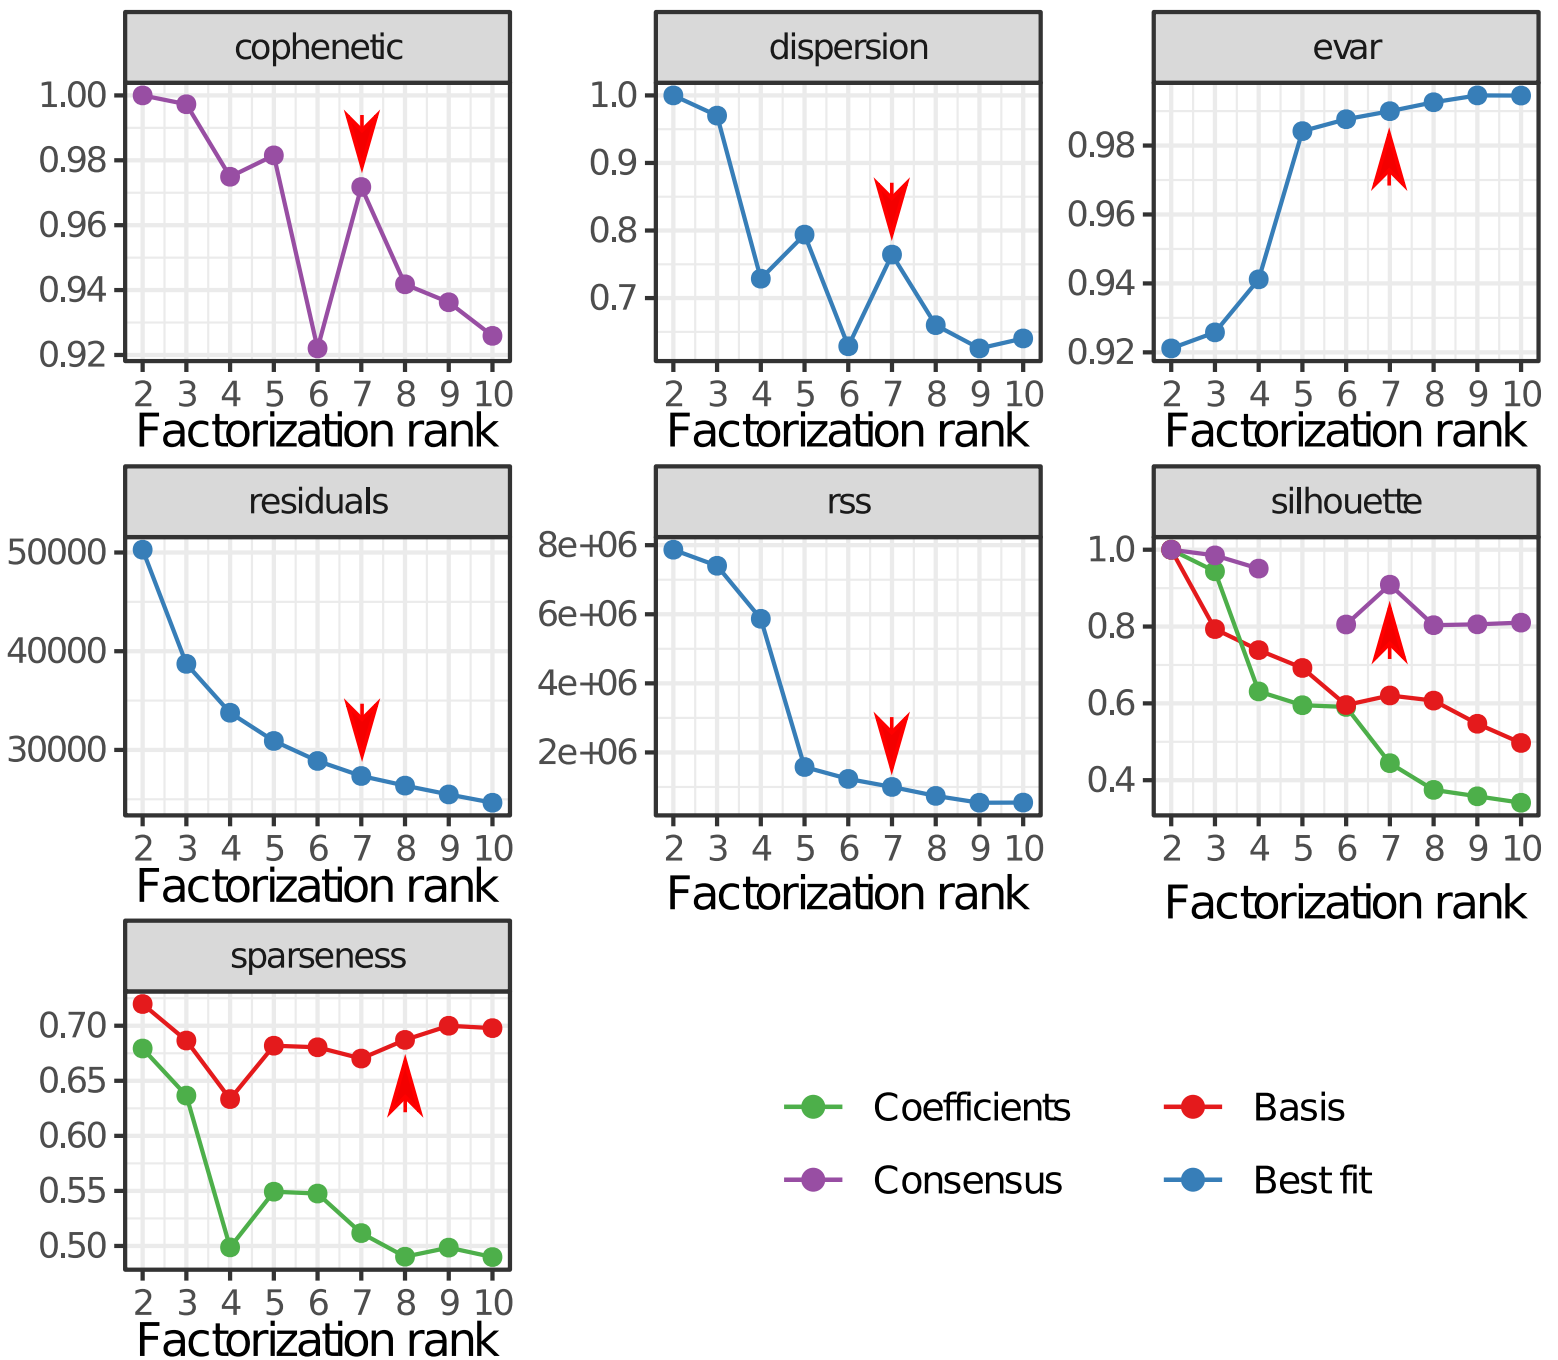 cophenetic
1.00
0.98
0.96
0.94
0.92
2 3 4 5 6 7 8 9 10
Factorization rank
dispersion
1.0
0.9
0.8
0.7
2 3 4 5 6 7 8 9 10
Factorization rank
evar
0.98
0.96
0.94
0.92
2 3 4 5 6 7 8 9 10
Factorization rank
residuals
50000
40000
30000
2 3 4 5 6 7 8 9 10
Factorization rank
rss
8e+06
6e+06
4e+06
2e+06
2 3 4 5 6 7 8 9 10
Factorization rank
silhouette
1.0
0.8
0.6
0.4
2 3 4 5 6 7 8 9 10
Factorization rank
sparseness
0.70
0.65
0.60
0.55
0.50
2 3 4 5 6 7 8 9 10
Factorization rank
Coefficients
Basis
Consensus
Best fit